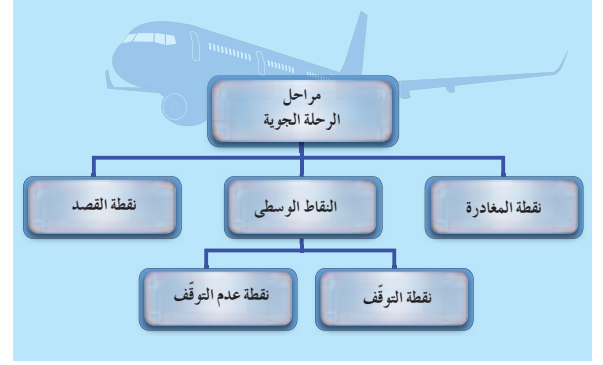 مراحل
الرحلة الجوية
نقطة المغادرة
النقاط الوسطى
نقطة القصد
نقطة التوقّف
نقطة عدم التوقّف